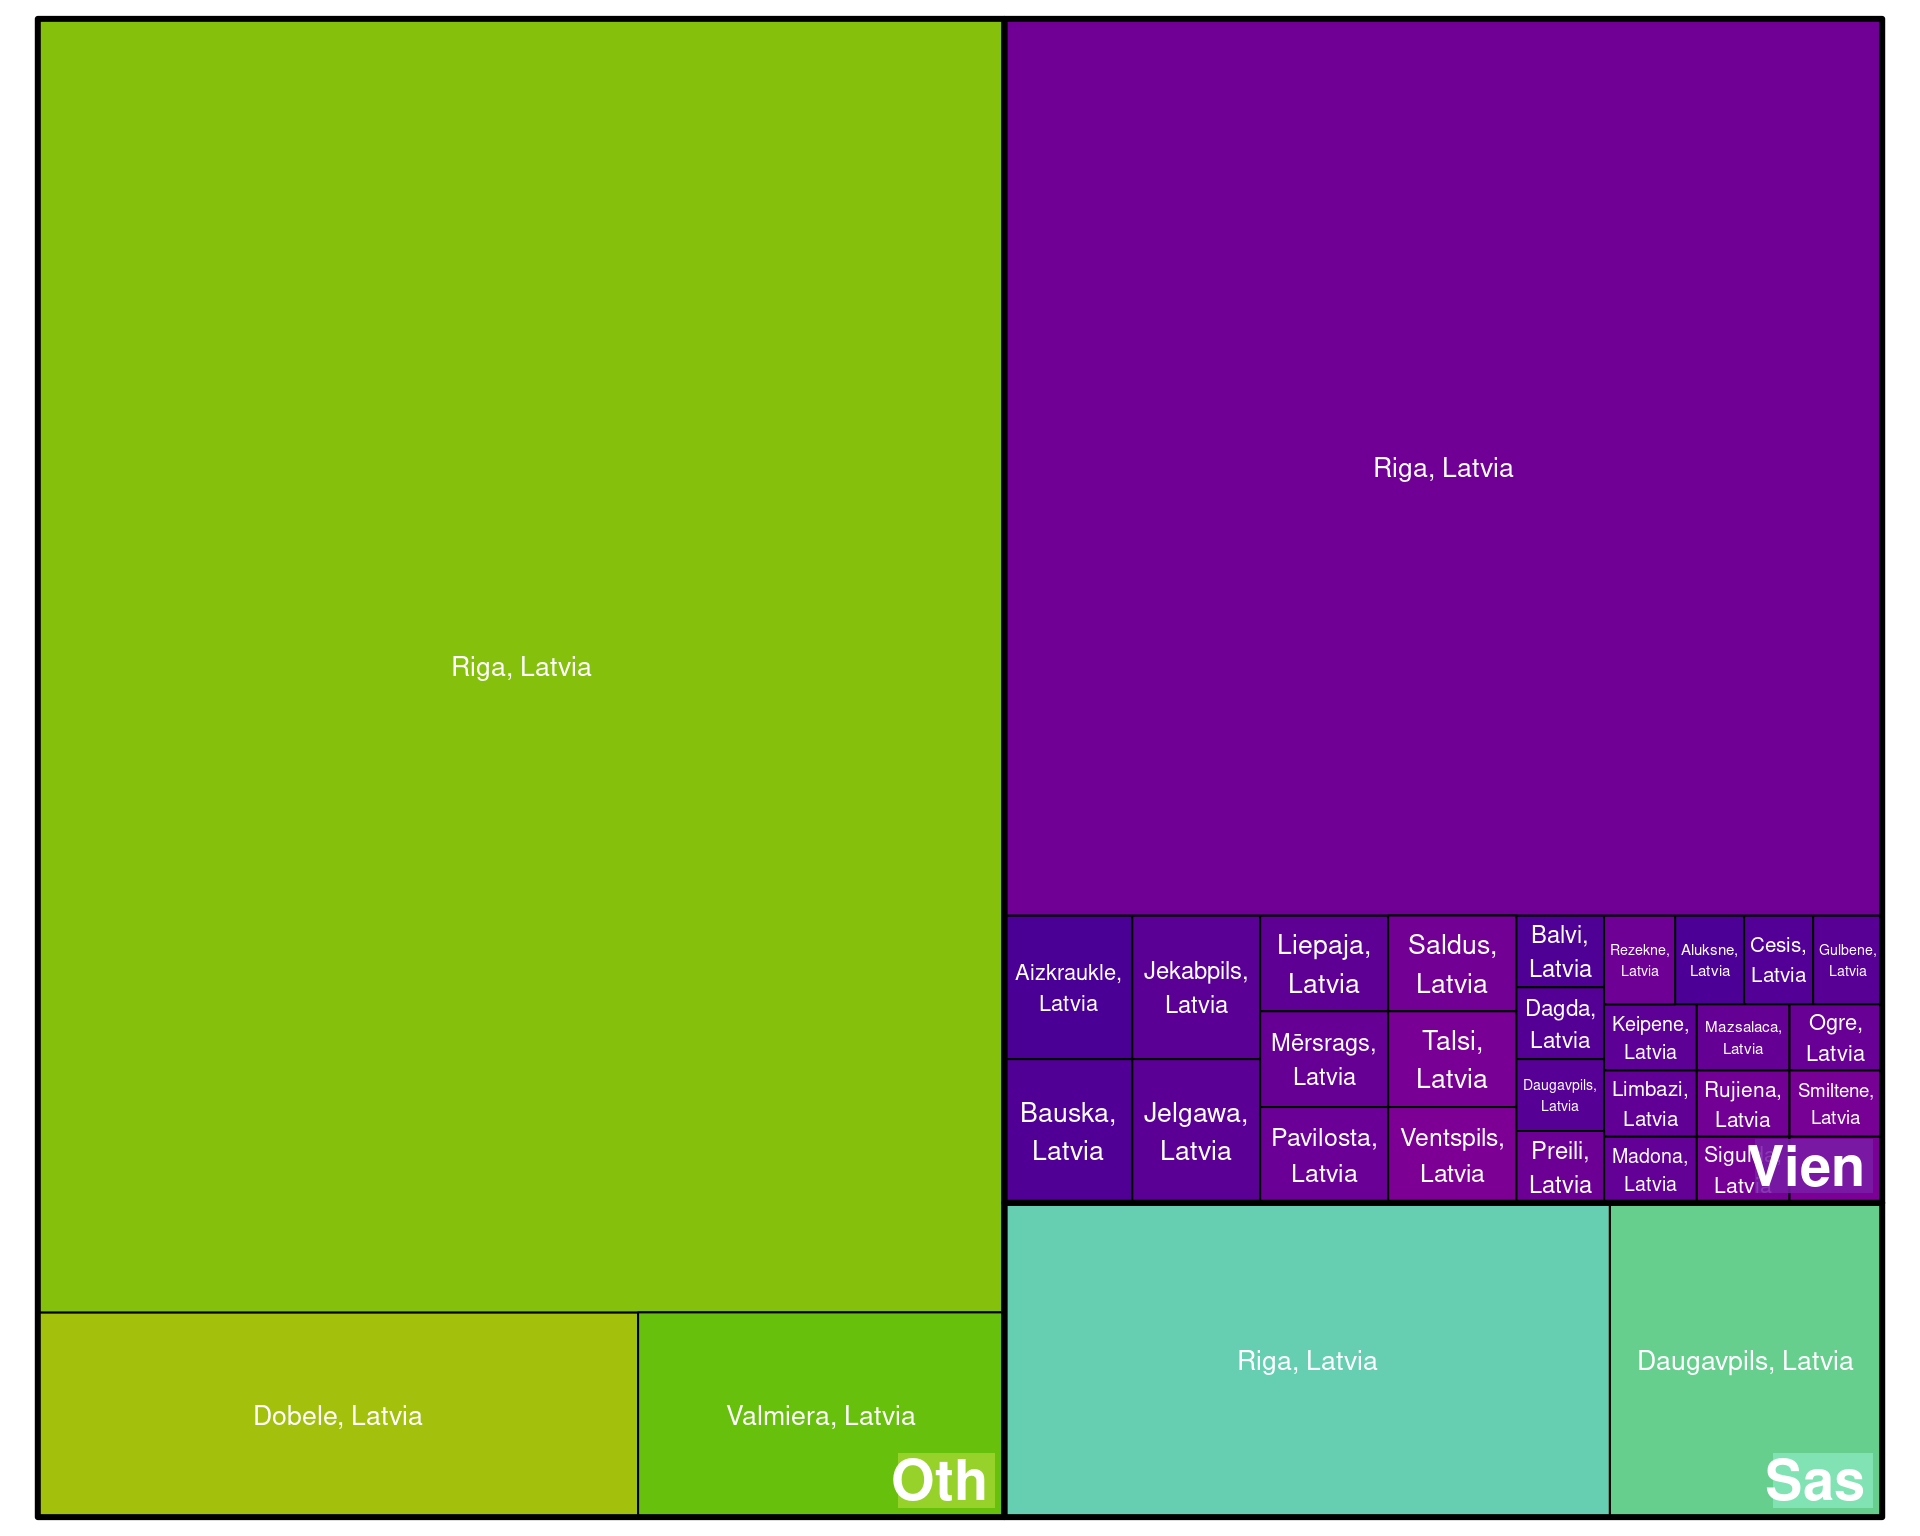 Riga, Latvia
Dobele, Latvia
Valmiera, Latvia
Oth
Riga, Latvia
Aizkraukle,
Latvia
Bauska,
Latvia
Jekabpils,
Latvia
Jelgawa,
Latvia
Liepaja,
Latvia
Mērsrags,
Latvia
Pavilosta,
Latvia
Saldus,
Latvia
Talsi,
Latvia
Ventspils,
Latvia
Balvi,
Latvia
Dagda,
Latvia
Daugavpils,
Latvia
Preili,
Latvia
Rezekne,
Latvia
Aluksne,
Latvia
Cesis,
Latvia
Gulbene,
Latvia
Keipene,
Latvia
Mazsalaca,
Latvia
Ogre,
Latvia
Limbazi,
Latvia
Rujiena,
Latvia
Smiltene,
Latvia
Madona,
Latvia
Latvia
Vien
Riga, Latvia
Daugavpils, Latvia
Sas